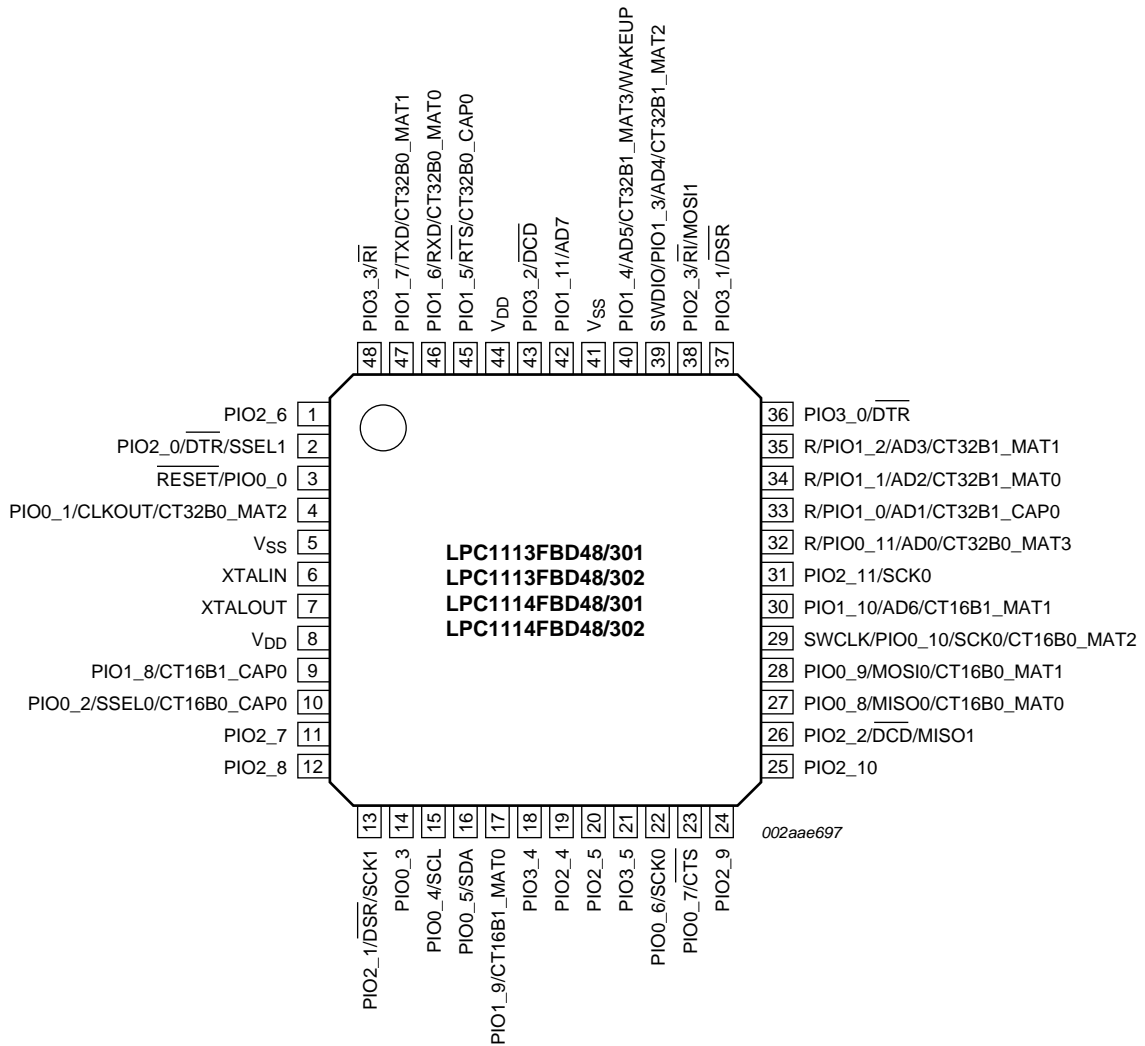 PIO3_3/RI
PIO1_7/TXD/CT32B0_MAT1
PIO1_6/RXD/CT32B0_MAT0
PIO1_5/RTS/CT32B0_CAP0
VDD
PIO3_2/DCD
PIO1_11/AD7
VSS
PIO1_4/AD5/CT32B1_MAT3/WAKEUP
SWDIO/PIO1_3/AD4/CT32B1_MAT2
PIO2_3/RI/MOSI1
PIO3_1/DSR
48 47 46 45 44 43 42 41 40 39 38 37
PIO2_6 1
PIO2_0/DTR/SSEL1 2
RESET/PIO0_0 3
PIO0_1/CLKOUT/CT32B0_MAT2 4
VSS 5
XTALIN 6
XTALOUT 7
VDD 8
PIO1_8/CT16B1_CAP0 9
PIO0_2/SSEL0/CT16B0_CAP0 10
PIO2_7 11
PIO2_8 12
LPC1113FBD48/301
LPC1113FBD48/302
LPC1114FBD48/301
LPC1114FBD48/302
36 PIO3_0/DTR
35 R/PIO1_2/AD3/CT32B1_MAT1
34 R/PIO1_1/AD2/CT32B1_MAT0
33 R/PIO1_0/AD1/CT32B1_CAP0
32 R/PIO0_11/AD0/CT32B0_MAT3
31 PIO2_11/SCK0
30 PIO1_10/AD6/CT16B1_MAT1
29 SWCLK/PIO0_10/SCK0/CT16B0_MAT2
28 PIO0_9/MOSI0/CT16B0_MAT1
27 PIO0_8/MISO0/CT16B0_MAT0
26 PIO2_2/DCD/MISO1
25 PIO2_10
13 14 15 16 17 18 19 20 21 22 23 24
PIO2_1/DSR/SCK1
PIO0_3
PIO0_4/SCL
PIO0_5/SDA
PIO1_9/CT16B1_MAT0
PIO3_4
PIO2_4
PIO2_5
PIO3_5
PIO0_6/SCK0
PIO0_7/CTS
PIO2_9
002aae697